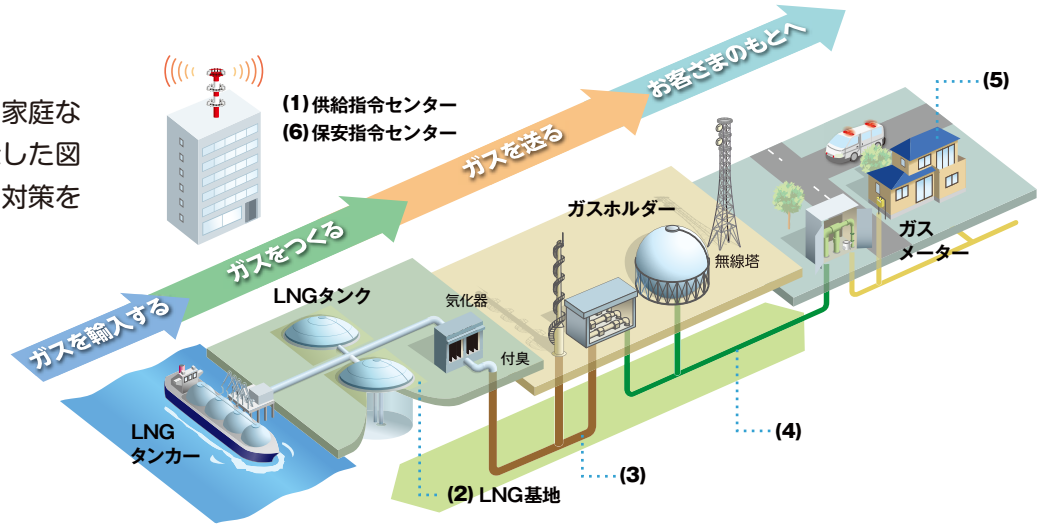 家庭な
した図
対策を
(1) 供給指令センター
(6) 保安指令センター
ガスを輸入する
ガスをつくる
ガスを送る
お客さまのもとへ
(5)
ガスホルダー
無線塔
ガス
メーター
LNGタンク
気化器
付臭
LNG
タンカー
(4)
(3)
(2) LNG基地